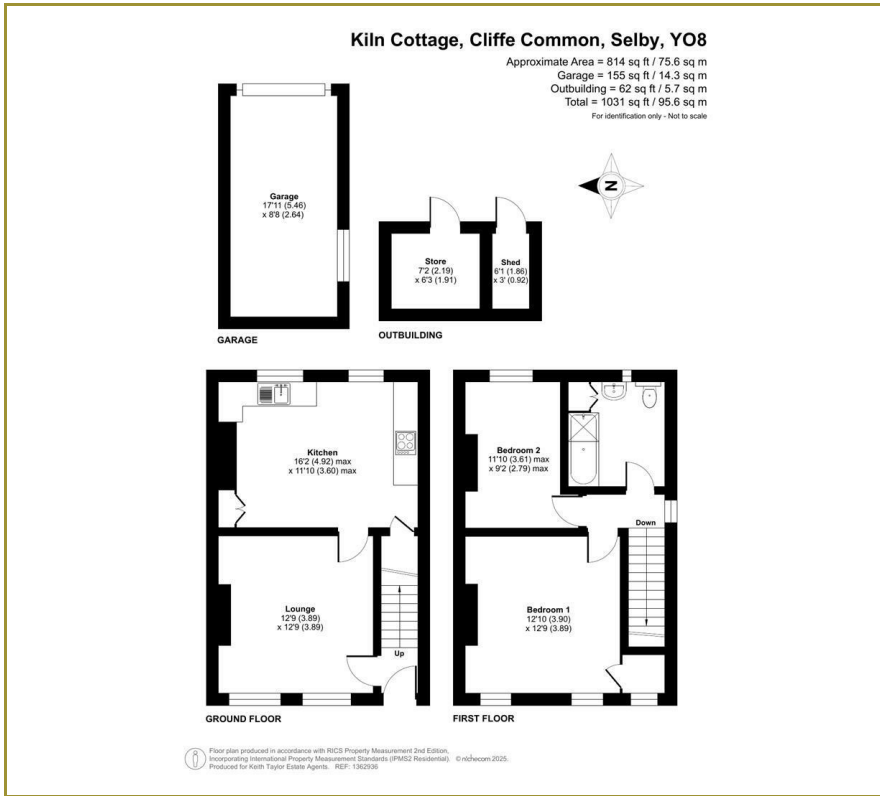 Kiln Cottage, Cliffe Common, Selby, YO8
Approximate Area = 814 sq ft / 75.6 sq m
Garage = 155 sq ft / 14.3 sq m
Outbuilding = 62 sq ft / 5.7 sq m
Total = 1031 sq ft / 95.6 sq m
For identification only - Not to scale
N
Garage
17'11 (5.46)
x 8'8 (2.64)
GARAGE
Store
7'2 (2.19)
x 6'3 (1.91)
Shed
6'1 (1.86)
x 3' (0.92)
OUTBUILDING
Kitchen
16'2 (4.92) max
x 11'10 (3.60) max
Lounge
12'9 (3.89)
x 12'9 (3.89)
Up
GROUND FLOOR
Bedroom 2
11'10 (3.61) max
x 9'2 (2.79) max
Down
Bedroom 1
12'10 (3.90)
x 12'9 (3.89)
FIRST FLOOR
Floor plan produced in accordance with RICS Property Measurement 2nd Edition,
Incorporating International Property Measurement Standards (IPMS2 Residential). © nichecom 2025.
Produced for Keith Taylor Estate Agents. REF: 1362936